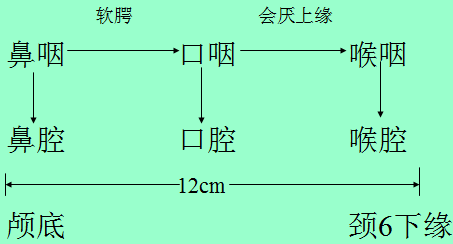 软腭 会厌上缘
鼻咽 口咽 喉咽
鼻腔 口腔 喉腔
12cm
颅底 颈6下缘